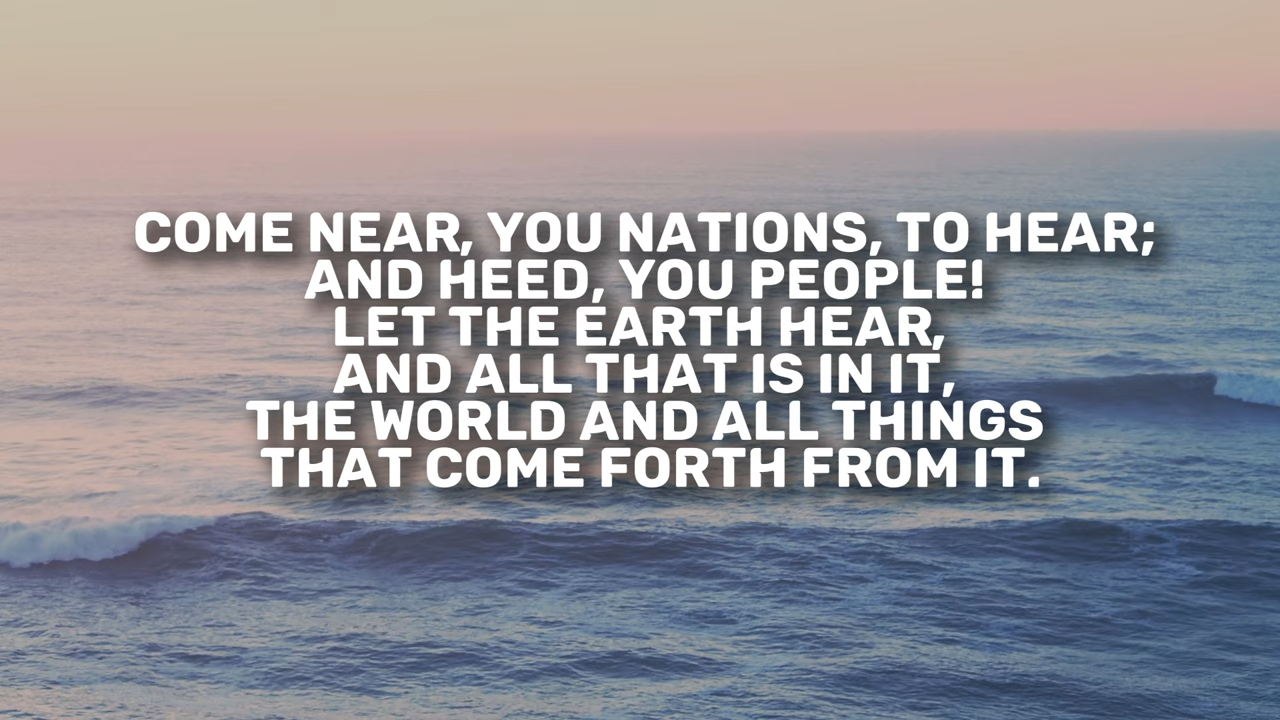 COME NEAR, YOU NATIONS, TO HEAR;
AND HEED, YOU PEOPLE!
LET THE EARTH HEAR,
AND ALL THAT IS IN IT,
THE WORLD AND ALL THINGS
THAT COME FORTH FROM IT.